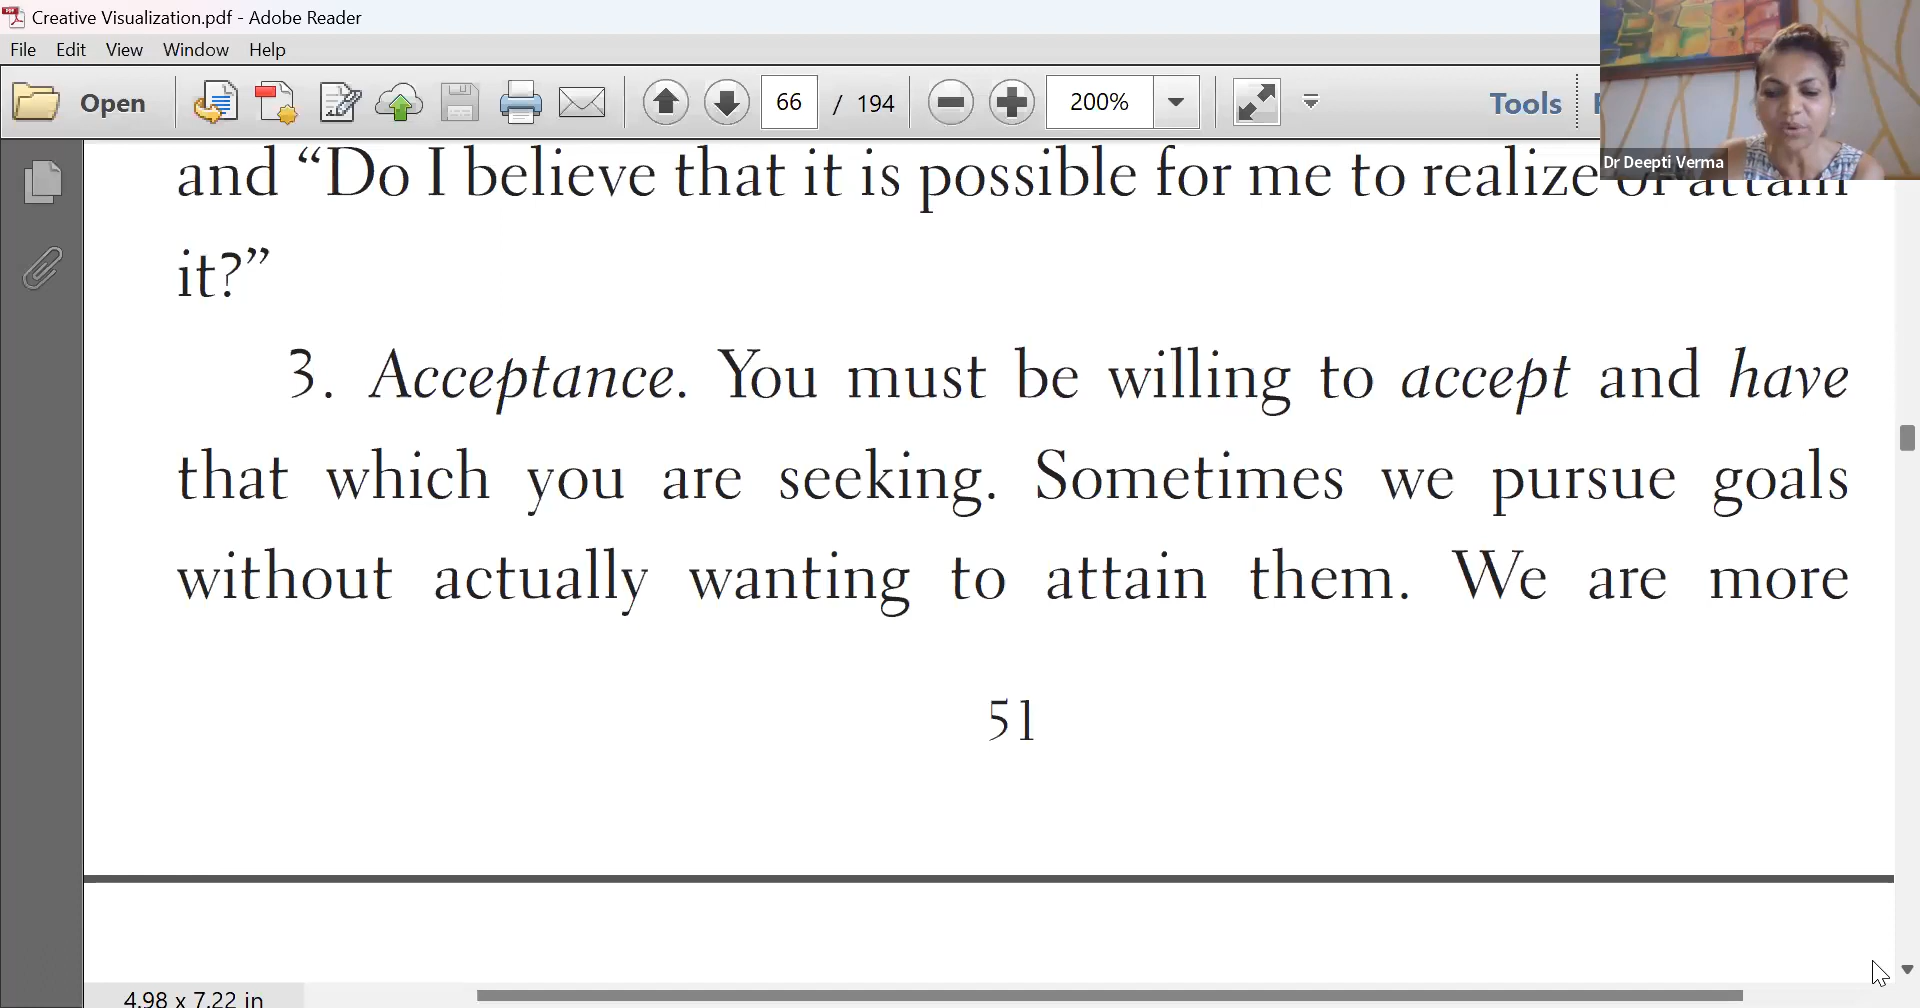 Creative Visualization.pdf - Adobe Reader
File Edit View Window Help
Open 66 / 194 200% Tools
Dr Deepti Verma
and “Do I believe that it is possible for me to realize or attain
it?”
3. Acceptance. You must be willing to accept and have
that which you are seeking. Sometimes we pursue goals
without actually wanting to attain them. We are more
51
4.98 x 7.22 in